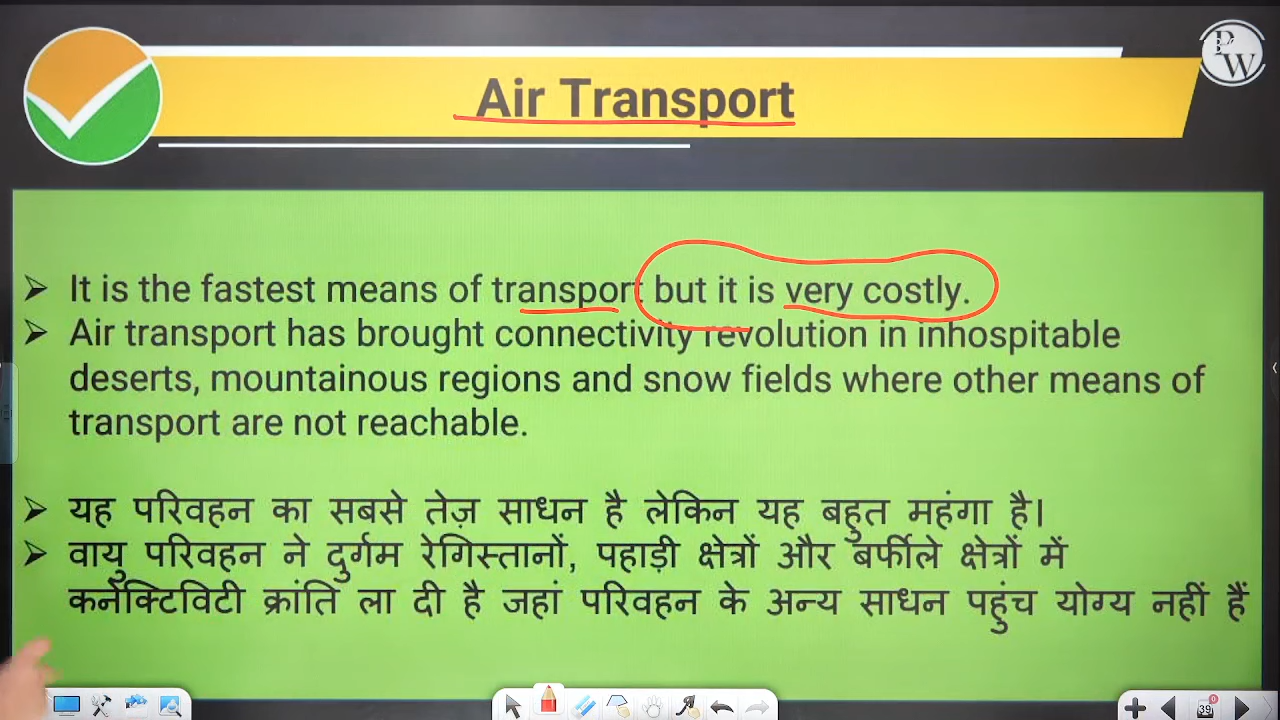 PW
Air Transport
It is the fastest means of transport but it is very costly.
Air transport has brought connectivity revolution in inhospitable
deserts, mountainous regions and snow fields where other means of
transport are not reachable.
यह परिवहन का सबसे तेज़ साधन है लेकिन यह बहुत महंगा है।
वायु परिवहन ने दुर्गम रेगिस्तानों, पहाड़ी क्षेत्रों और बर्फीले क्षेत्रों में
कनेक्टिविटी क्रांति ला दी है जहां परिवहन के अन्य साधन पहुंच योग्य नहीं हैं
39